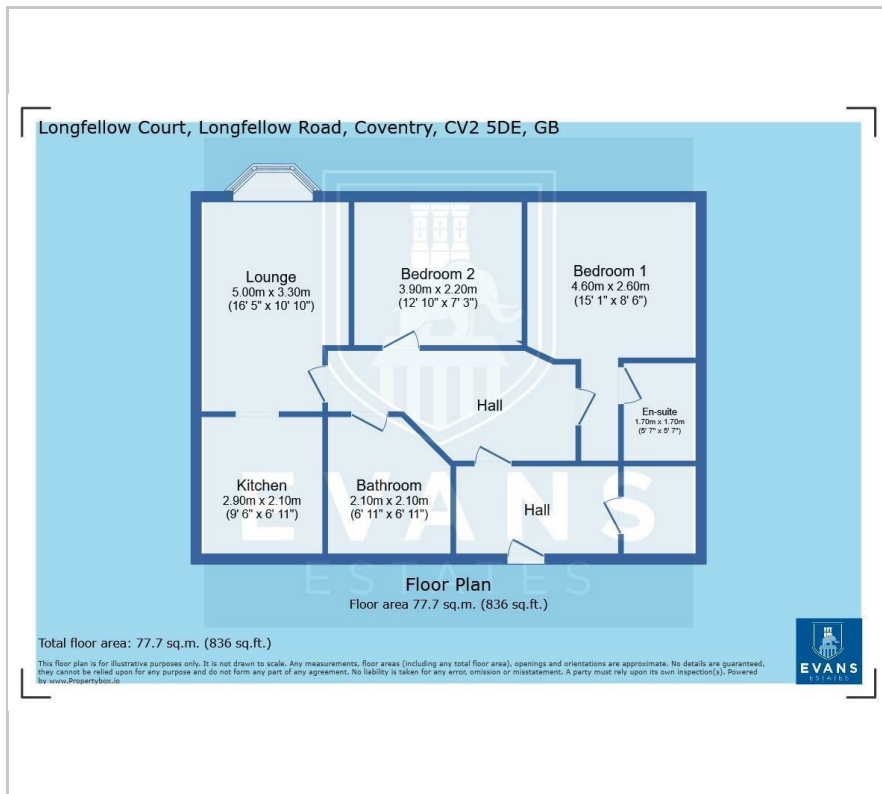 Longfellow Court, Longfellow Road, Coventry, CV2 5DE, GB
Lounge
5.00m x 3.30m
(16' 5" x 10' 10")
Bedroom 2
3.90m x 2.20m
(12' 10" x 7' 3")
Bedroom 1
4.60m x 2.60m
(15' 1" x 8' 6")
Hall
En-suite
1.70m x 1.70m
(5' 7" x 5' 7")
Kitchen
2.90m x 2.10m
(9' 6" x 6' 11")
Bathroom
2.10m x 2.10m
(6' 11" x 6' 11")
Hall
EVANS
ESTATES
Floor Plan
Floor area 77.7 sq.m. (836 sq.ft.)
Total floor area: 77.7 sq.m. (836 sq.ft.)
This floor plan is for illustrative purposes only. It is not drawn to scale. Any measurements, floor areas (including any total floor area), openings and orientations are approximate. No details are guaranteed,
they cannot be relied upon for any purpose and do not form any part of any agreement. No liability is taken for any error, omission or misstatement. A party must rely upon its own inspection(s). Powered
by www.Propertybox.io
EVANS
ESTATES